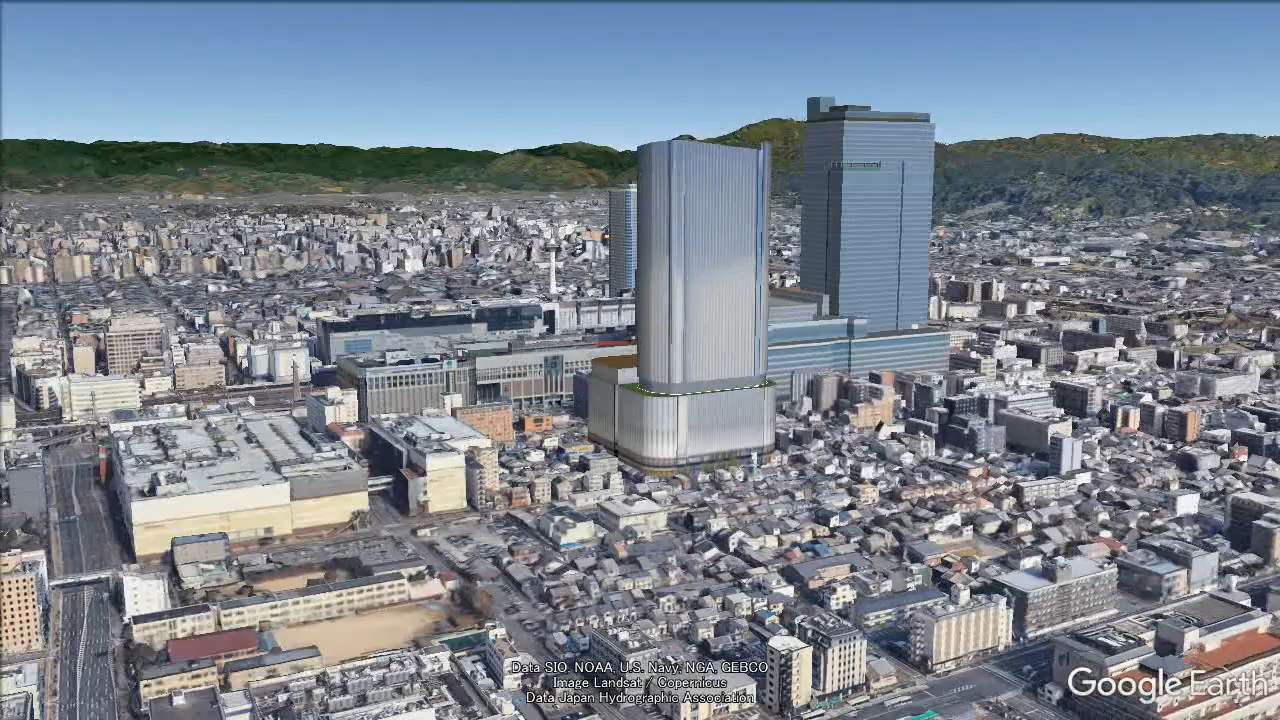 Data SIO, NOAA, U.S. Navy, NGA, GEBCO
Image Landsat / Copernicus
Data Japan Hydrographic Association
Google Earth